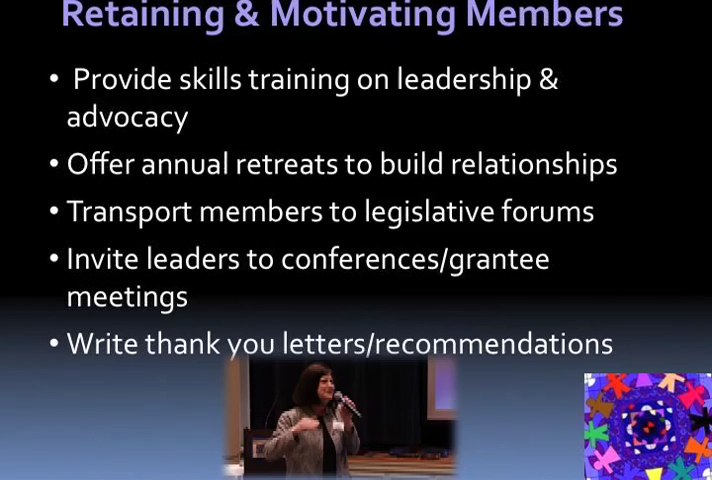 Retaining & Motivating Members
• Provide skills training on leadership &
advocacy
• Offer annual retreats to build relationships
• Transport members to legislative forums
• Invite leaders to conferences/grantee
meetings
• Write thank you letters/recommendations